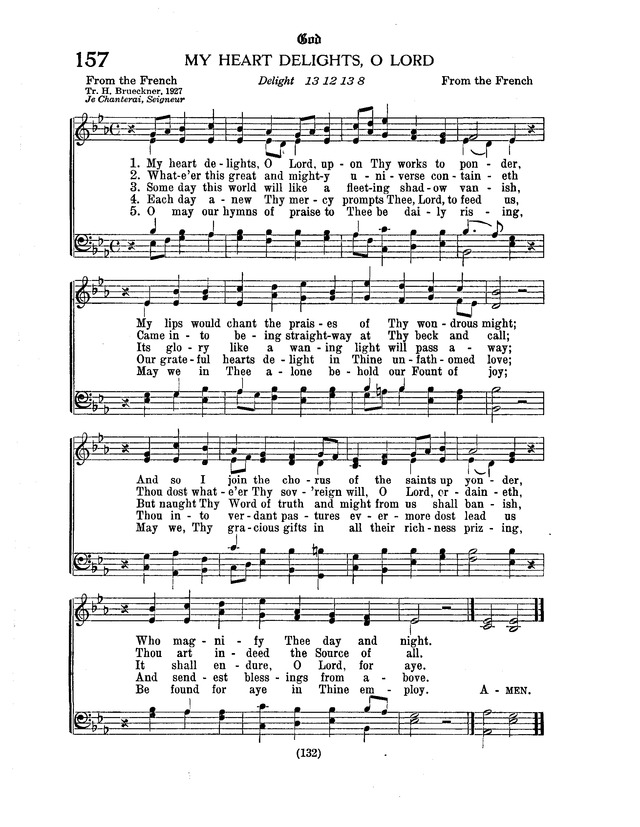 God
157 MY HEART DELIGHTS, O LORD
From the French Delight 13 12 13 8 From the French
Tr. H. Brueckner, 1927
Je Chanterai, Seigneur
1. My heart de-lights, O Lord, up-on Thy works to pon-der,
2. What-e'er this great and might-y u-ni-verse con-tain-eth
3. Some day this world will like a fleet-ing shad-ow van-ish,
4. Each day a-new Thy mer-cy prompts Thee, Lord, to feed us,
5. O may our hymns of praise to Thee be dai-ly ris-ing,
My lips would chant the prais-es of Thy won-drous might;
Came in-to be-ing straight-way at Thy beck and call;
Its glo-ry like a wan-ing light will pass a-way;
Our grate-ful hearts de-light in Thine un-fath-omed love;
May we in Thee a-lone be-hold our Fount of joy;
And so I join the cho-rus of the saints up yon-der,
Thou dost what-e'er Thy sov-'reign will, O Lord, or-dain-eth,
But naught Thy Word of truth and might from us shall ban-ish,
Thou in-to ver-dant pas-tures ev-er-more dost lead us
May we, Thy gra-cious gifts in all their rich-ness priz-ing,
Who mag-ni-fy Thee day and night.
Thou art in-deed the Source of all.
It shall en-dure, O Lord, for aye.
And send-est bless-ings from a-bove.
Be found for aye in Thine em-ploy. A-MEN.
(132)